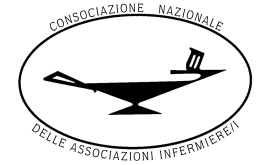 CONSOCIAZIONE NAZIONALE
DELLE ASSOCIAZIONI INFERMIERE/I